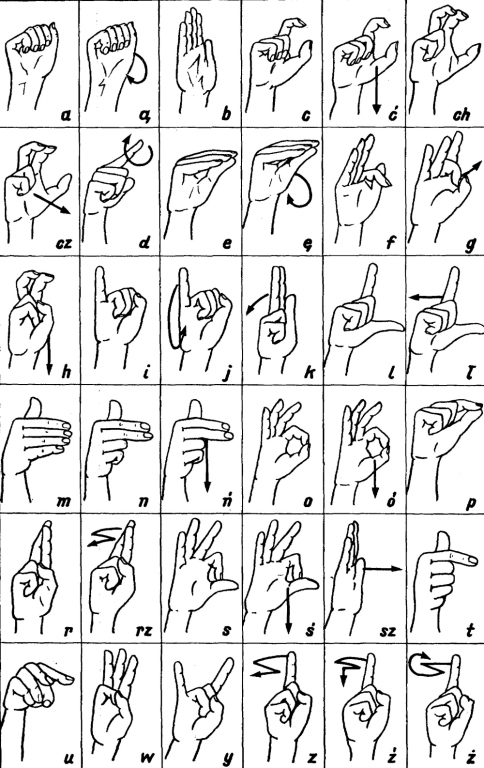 a ą b c ć ch
cz d e ę f g
h i j k l ł
m n ń o ó p
r rz s ś sz t
u w y z ź ż